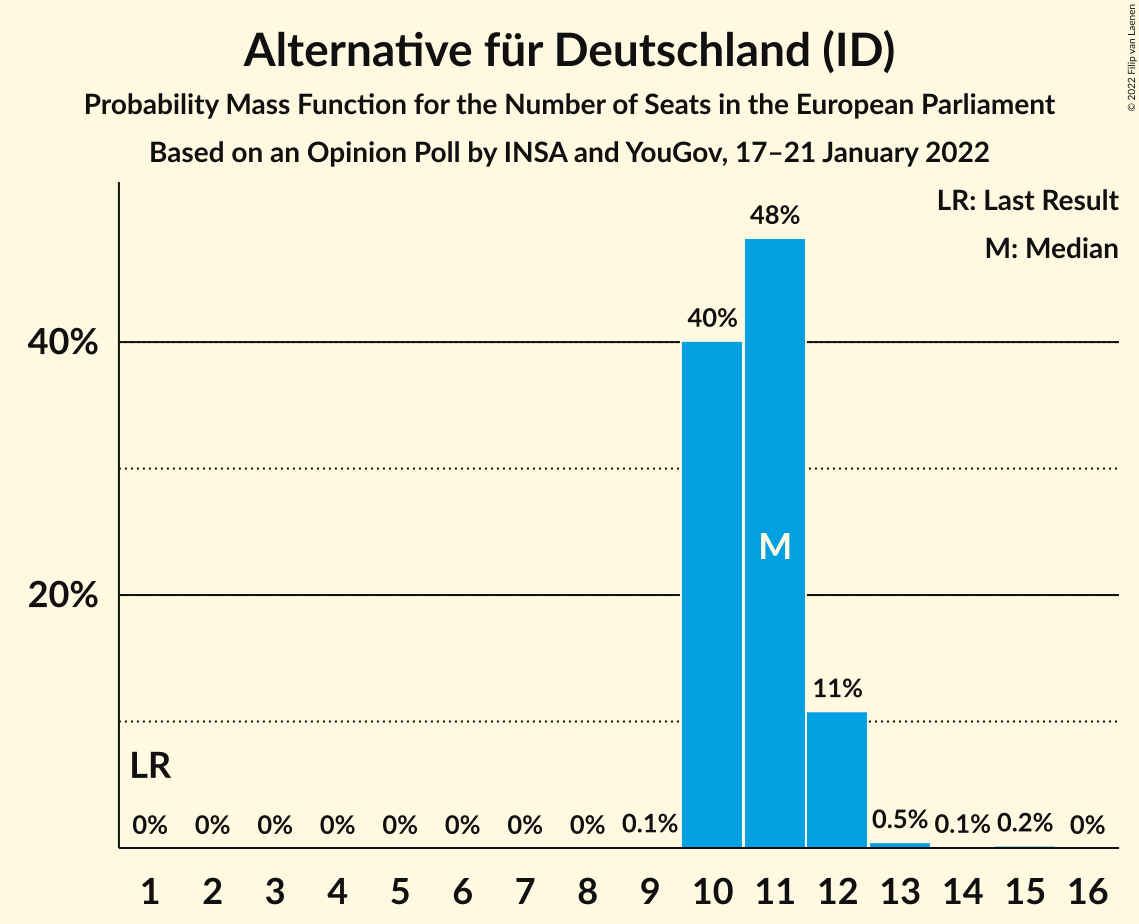 Alternative für Deutschland (ID)
Probability Mass Function for the Number of Seats in the European Parliament
Based on an Opinion Poll by INSA and YouGov, 17–21 January 2022
© 2022 Filip van Laenen
LR: Last Result
M: Median
48%
40%
40%
M
20%
11%
LR
0% 0% 0% 0% 0% 0% 0% 0% 0.1% 0.5% 0.1% 0.2% 0%
1 2 3 4 5 6 7 8 9 10 11 12 13 14 15 16